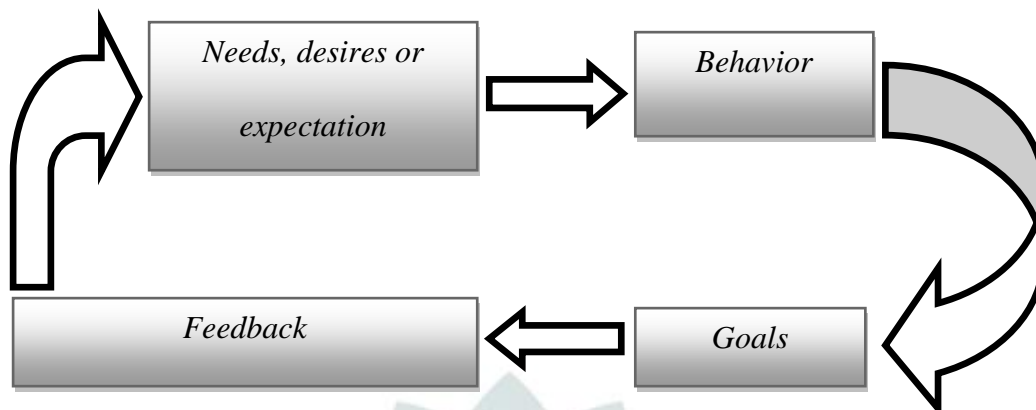 Needs, desires or
expectation
Behavior
Feedback
Goals